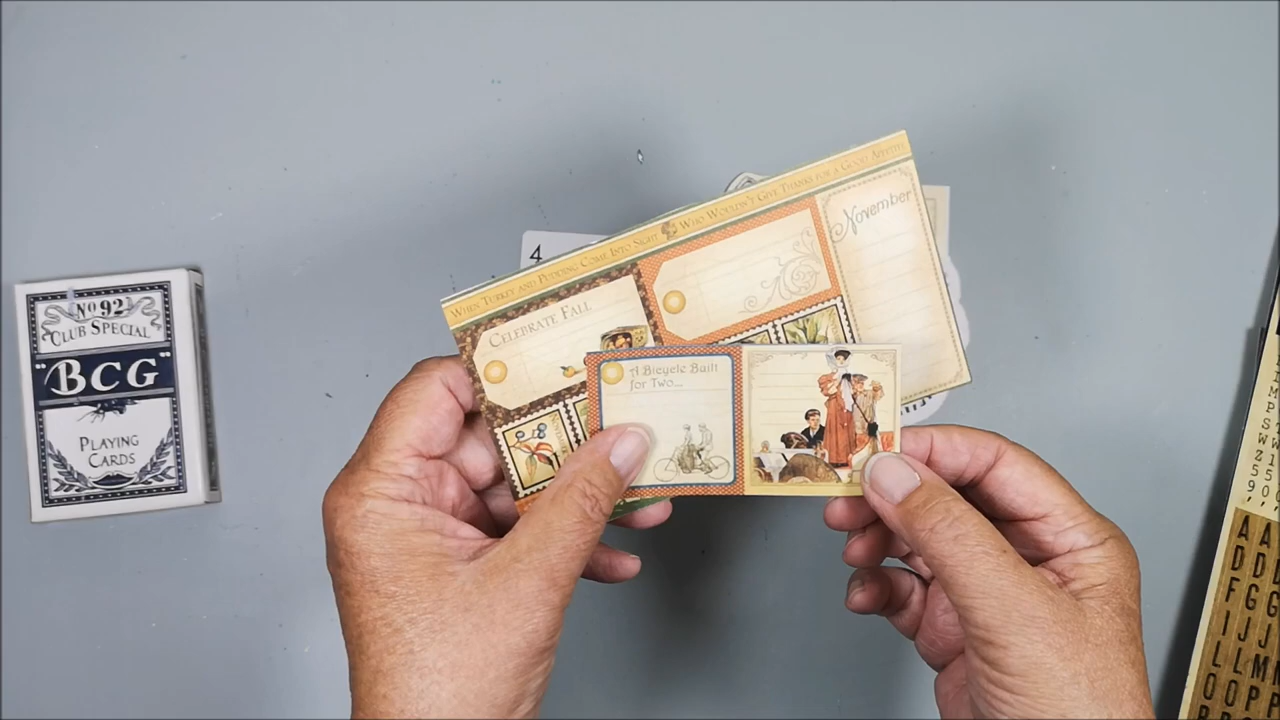 No 92
CLUB SPECIAL
"BCG"
PLAYING
CARDS
4
WHEN TURKEY AND PUDDING COME INTO SIGHT WHO WOULDN'T GIVE THANKS FOR A GOOD APPETITE
November
CELEBRATE FALL
A Bicycle Built
for Two...
A A
D D D
F G G
I J J
L L M
O P P